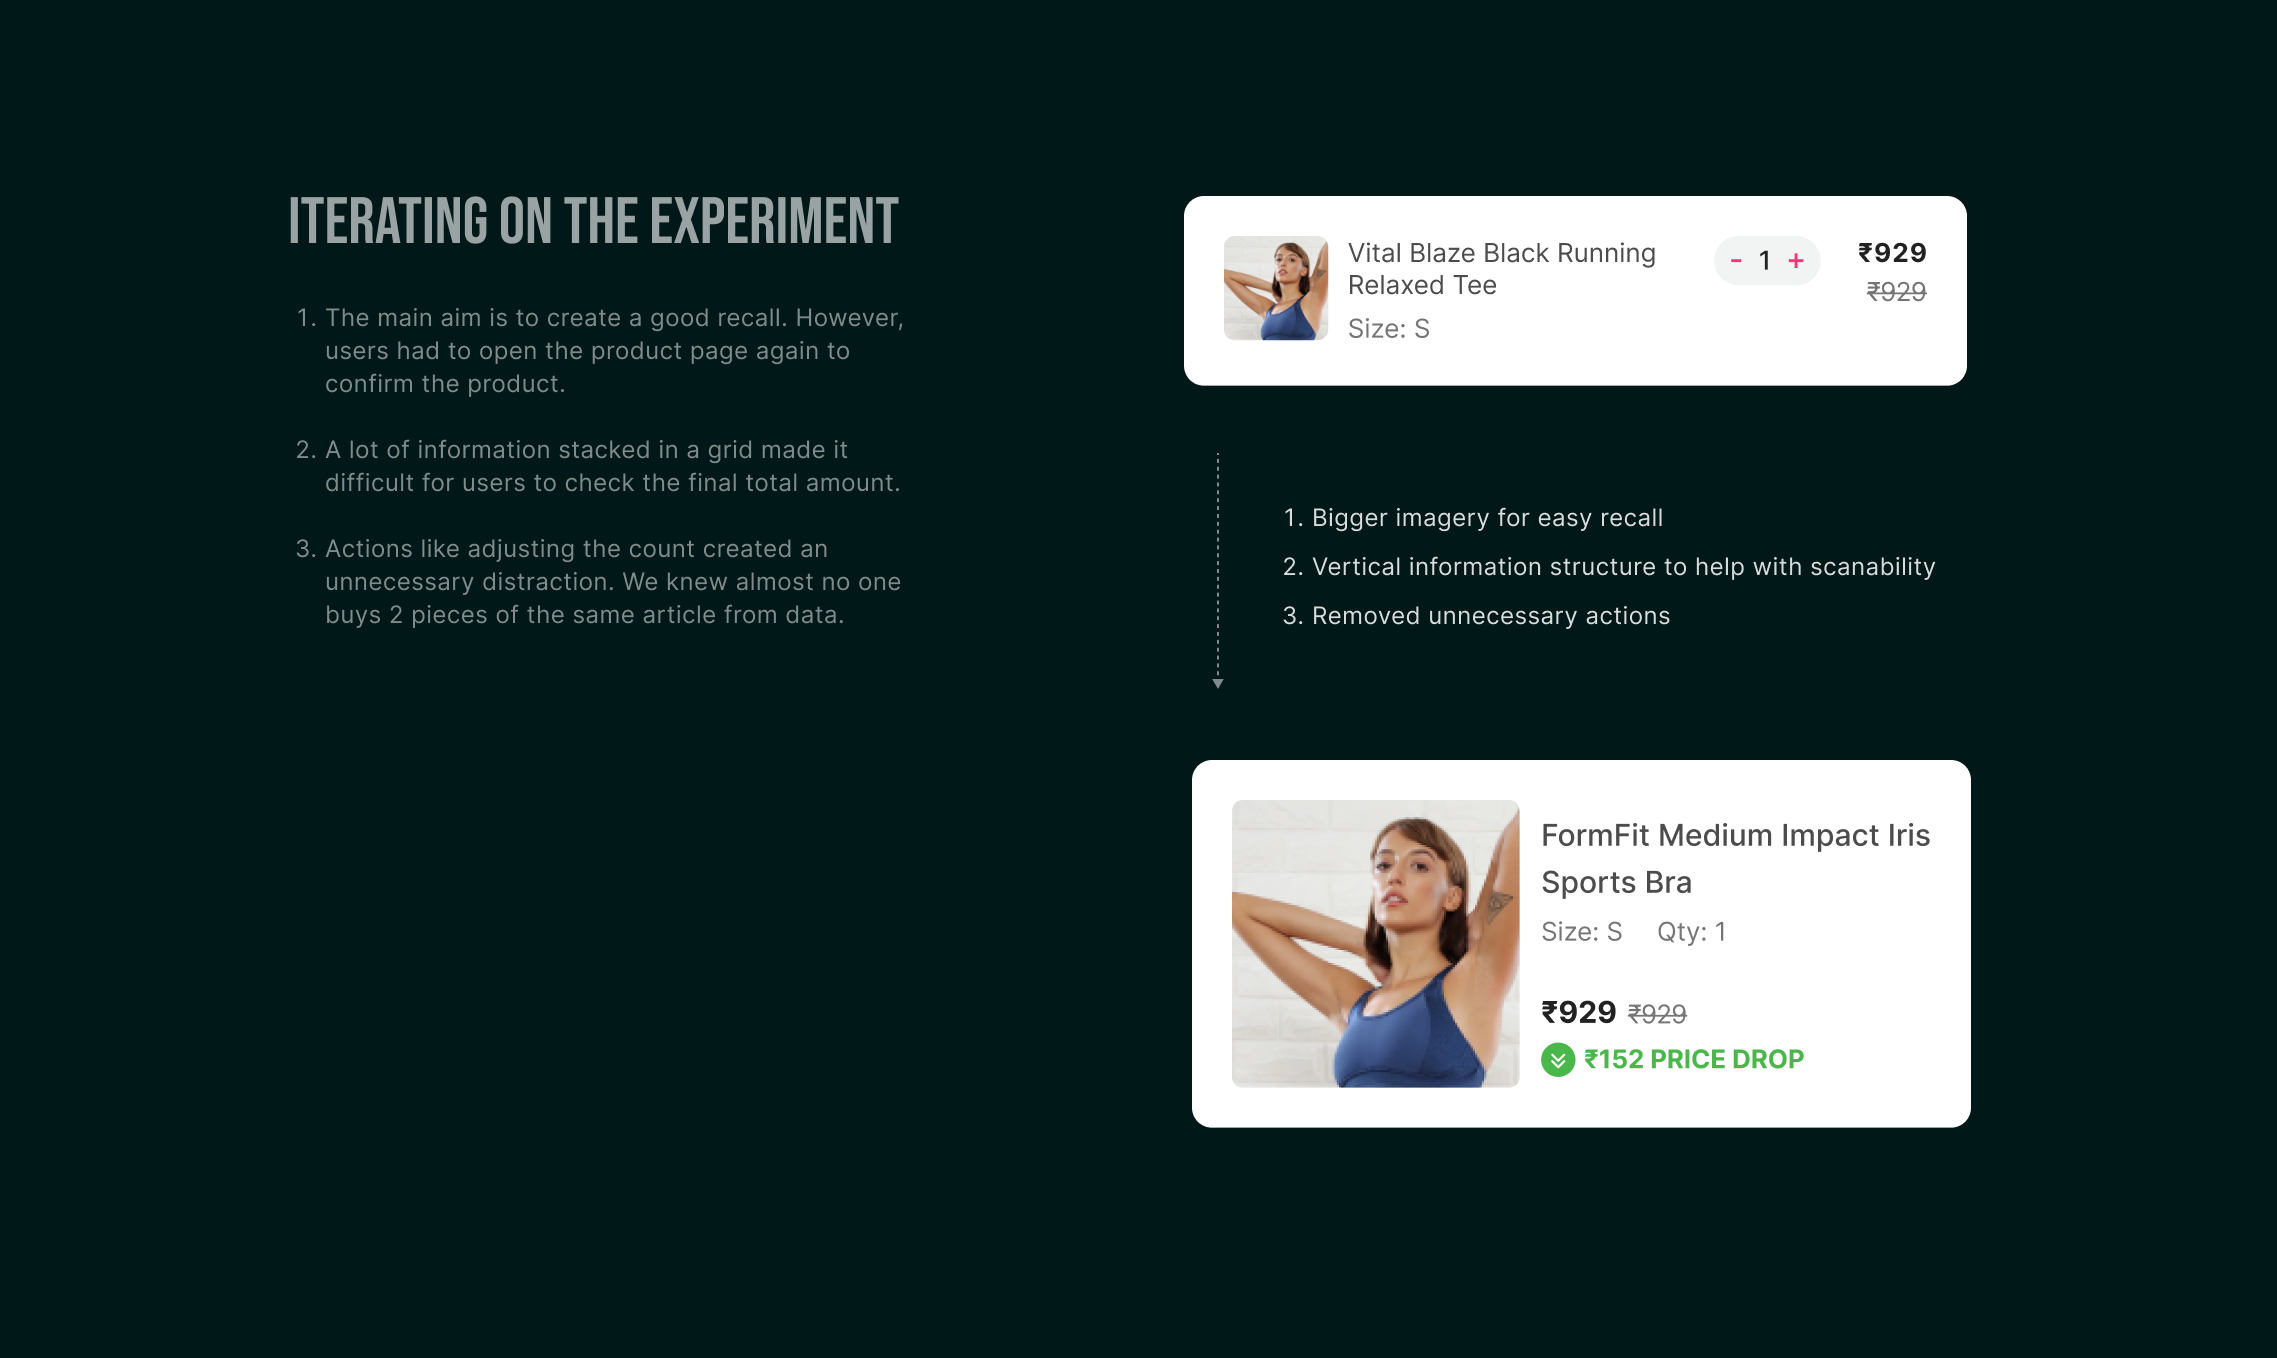 ITERATING ON THE EXPERIMENT
1. The main aim is to create a good recall. However,
users had to open the product page again to
confirm the product.
2. A lot of information stacked in a grid made it
difficult for users to check the final total amount.
3. Actions like adjusting the count created an
unnecessary distraction. We knew almost no one
buys 2 pieces of the same article from data.
Vital Blaze Black Running
Relaxed Tee
Size: S
- 1 +
₹929
₹929
1. Bigger imagery for easy recall
2. Vertical information structure to help with scanability
3. Removed unnecessary actions
FormFit Medium Impact Iris
Sports Bra
Size: S Qty: 1
₹929 ₹929
₹152 PRICE DROP